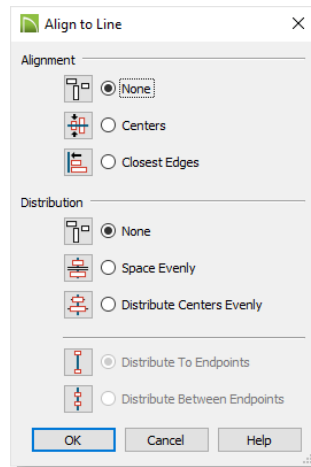 Align to Line
Alignment
None
Centers
Closest Edges
Distribution
None
Space Evenly
Distribute Centers Evenly
Distribute To Endpoints
Distribute Between Endpoints
OK Cancel Help